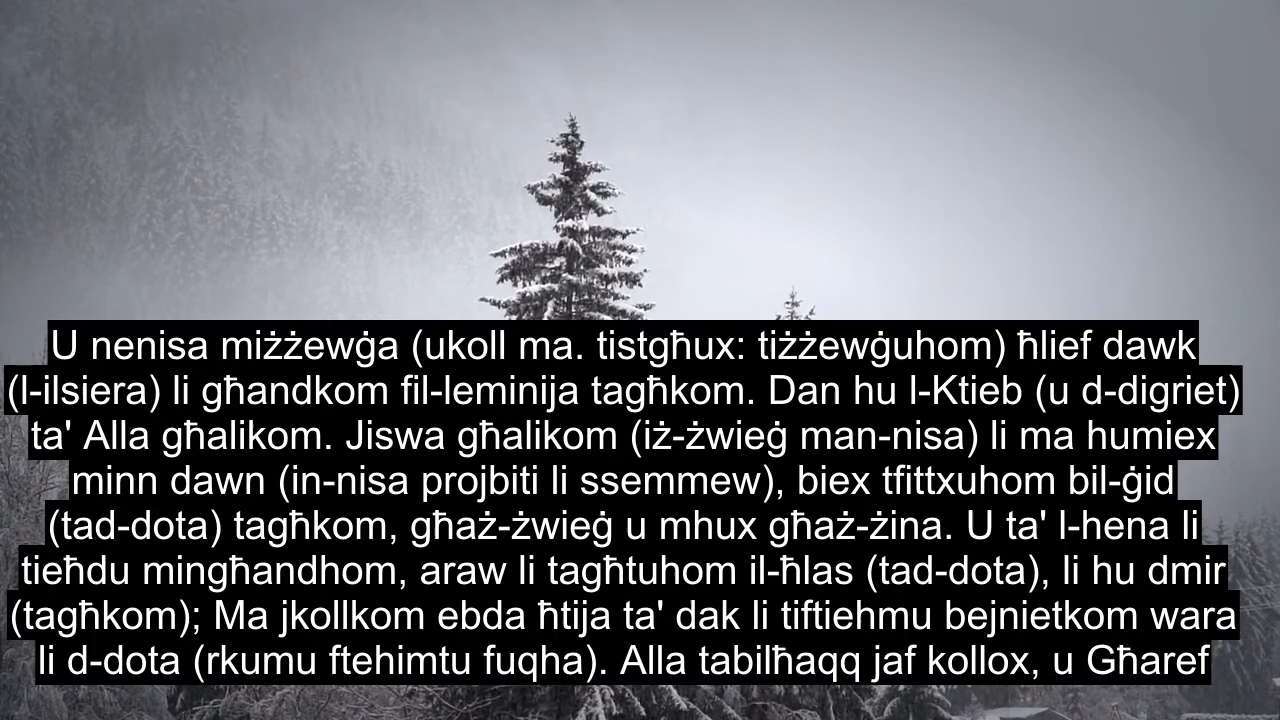 U nenisa miżżewġa (ukoll ma. tistgħux: tiżżewġuhom) ħlief dawk
(l-ilsiera) li għandkom fil-leminija tagħkom. Dan hu l-Ktieb (u d-digriet)
ta' Alla għalikom. Jiswa għalikom (iż-żwieġ man-nisa) li ma humiex
minn dawn (in-nisa projbiti li ssemmew), biex tfittxuhom bil-ġid
(tad-dota) tagħkom, għaż-żwieġ u mhux għaż-żina. U ta' l-hena li
tieħdu mingħandhom, araw li tagħtuhom il-ħlas (tad-dota), li hu dmir
(tagħkom); Ma jkollkom ebda ħtija ta' dak li tiftiehmu bejnietkom wara
li d-dota (rkumu ftehimtu fuqha). Alla tabilħaqq jaf kollox, u Għaref